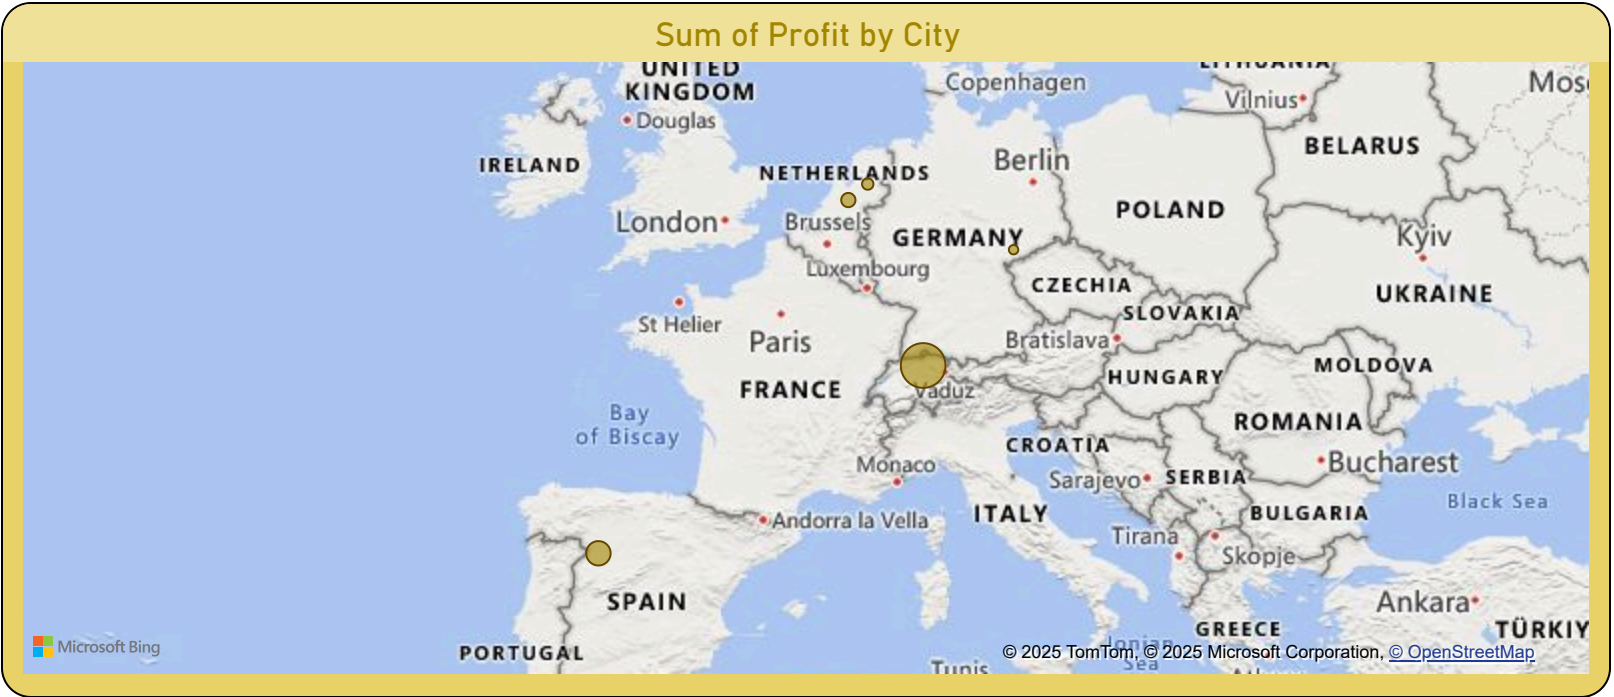 Sum of Profit by City
UNITED
KINGDOM
Copenhagen
Vilnius
Douglas
BELARUS
IRELAND
NETHERLANDS
Berlin
POLAND
London
Brussels
GERMANY
Kyiv
Luxembourg
CZECHIA
UKRAINE
SLOVAKIA
St Helier
Paris
Bratislava
MOLDOVA
HUNGARY
FRANCE
Vaduz
Bay
of Biscay
ROMANIA
CROATIA
Monaco
Bucharest
Sarajevo
SERBIA
Black Sea
ITALY
BULGARIA
Andorra la Vella
Tirana
Skopje
SPAIN
Ankara
GREECE
TÜRKIY
Microsoft Bing
PORTUGAL
Ionian
Sea
© 2025 TomTom, © 2025 Microsoft Corporation, © OpenStreetMap
Tunis